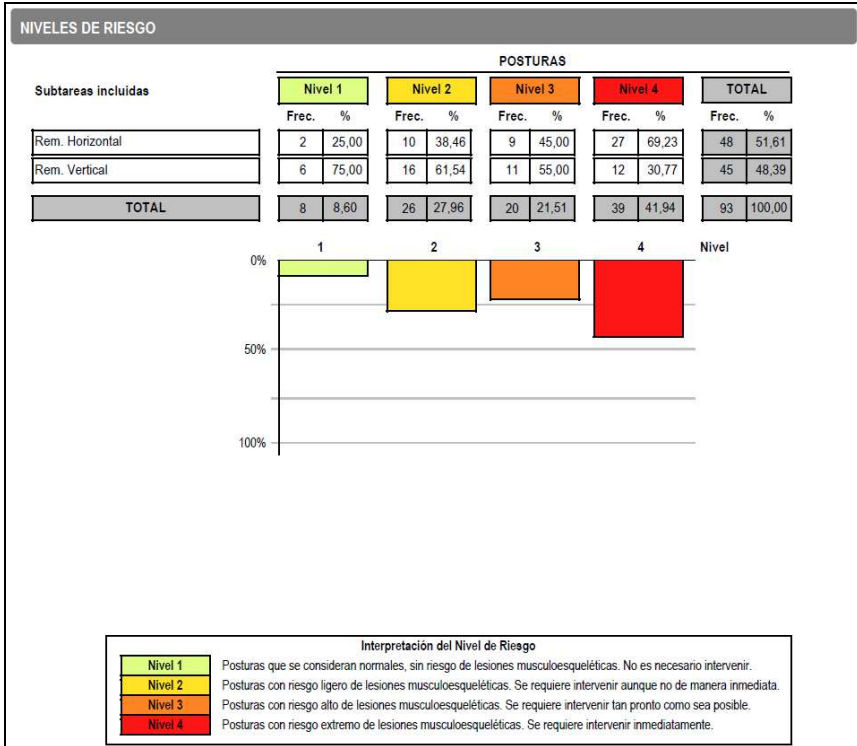 NIVELES DE RIESGO
POSTURAS
Subtareas incluidas Nivel 1 Nivel 2 Nivel 3 Nivel 4 TOTAL
Frec. % Frec. % Frec. % Frec. % Frec. %
Rem. Horizontal 2 25,00 10 38,46 9 45,00 27 69,23 48 51,61
Rem. Vertical 6 75,00 16 61,54 11 55,00 12 30,77 45 48,39
TOTAL 8 8,60 26 27,96 20 21,51 39 41,94 93 100,00
1 2 3 4 Nivel
0%
50%
100%
Interpretación del Nivel de Riesgo
Nivel 1 Posturas que se consideran normales, sin riesgo de lesiones musculoesqueléticas. No es necesario intervenir.
Nivel 2 Posturas con riesgo ligero de lesiones musculoesqueléticas. Se requiere intervenir aunque no de manera inmediata.
Nivel 3 Posturas con riesgo alto de lesiones musculoesqueléticas. Se requiere intervenir tan pronto como sea posible.
Nivel 4 Posturas con riesgo extremo de lesiones musculoesqueléticas. Se requiere intervenir inmediatamente.